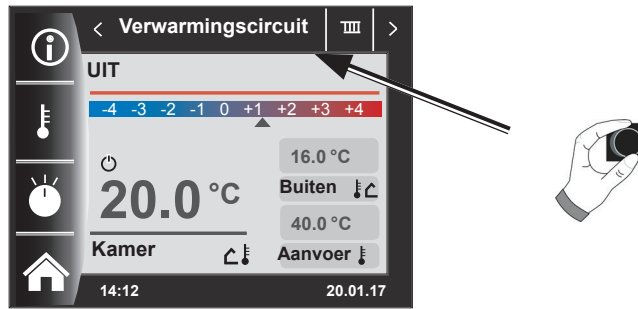 < Verwarmingscircuit >
UIT
-4 -3 -2 -1 0 +1 +2 +3 +4
16.0 °C
Buiten
20.0 °C
40.0 °C
Kamer
Aanvoer
14:12 20.01.17